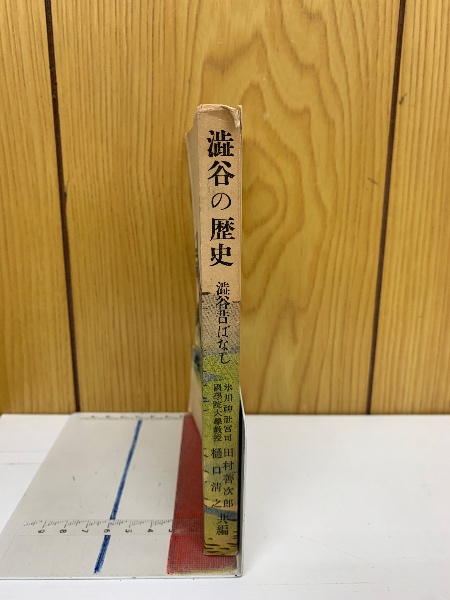 澁谷の歴史
澁谷昔ばなし
氷川神社宮司 田村善次郎
國學院大學教授 樋口清之
共編